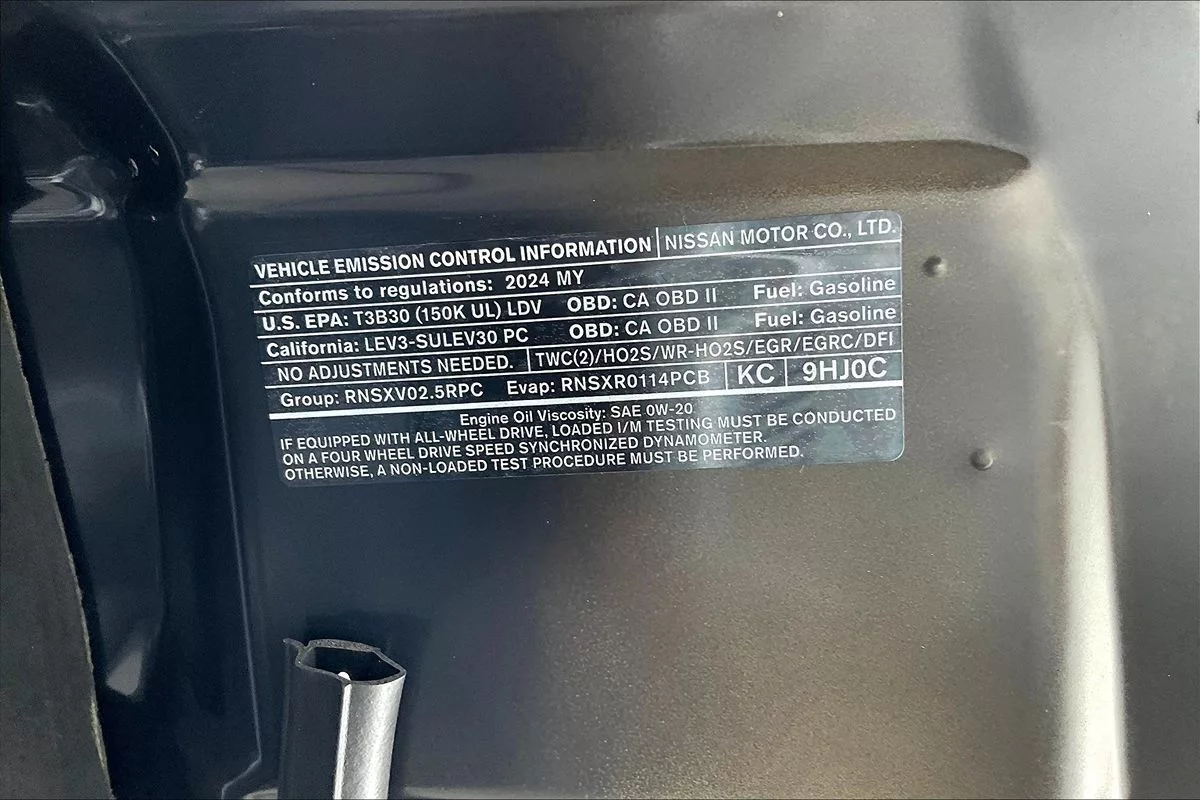 VEHICLE EMISSION CONTROL INFORMATION NISSAN MOTOR CO., LTD.
Conforms to regulations: 2024 MY
U.S. EPA: T3B30 (150K UL) LDV OBD: CA OBD II Fuel: Gasoline
California: LEV3-SULEV30 PC OBD: CA OBD II Fuel: Gasoline
NO ADJUSTMENTS NEEDED. TWC(2)/HO2S/WR-HO2S/EGR/EGRC/DFI
Group: RNSXV02.5RPC Evap: RNSXR0114PCB KC 9HJ0C
Engine Oil Viscosity: SAE 0W-20
IF EQUIPPED WITH ALL-WHEEL DRIVE, LOADED I/M TESTING MUST BE CONDUCTED
ON A FOUR WHEEL DRIVE SPEED SYNCHRONIZED DYNAMOMETER.
OTHERWISE, A NON-LOADED TEST PROCEDURE MUST BE PERFORMED.